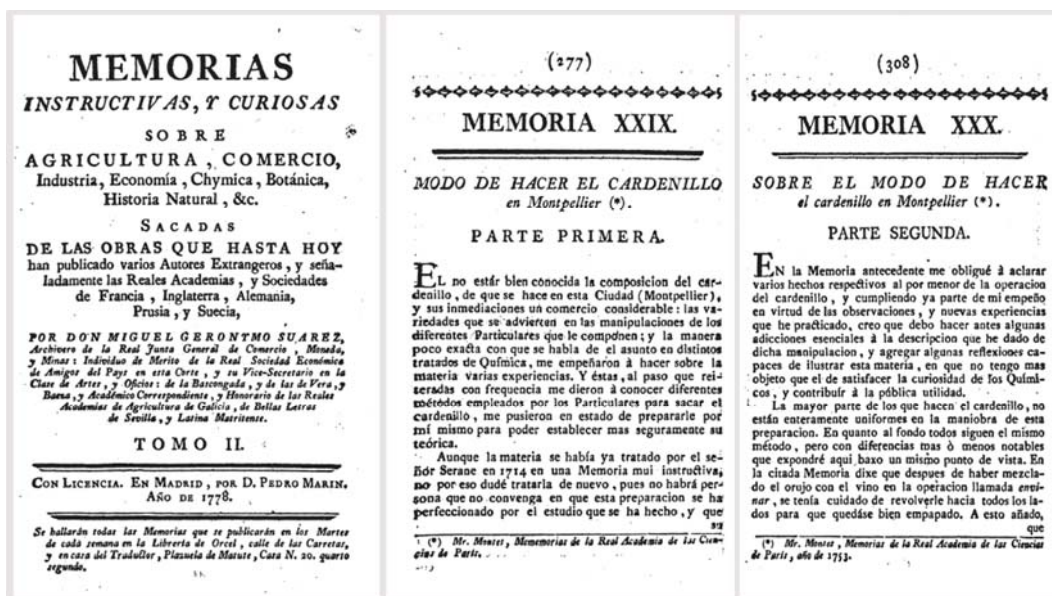 MEMORIAS
INSTRUCTIVAS, Y CURIOSAS
SOBRE
AGRICULTURA, COMERCIO,
Industria, Economía, Chymica, Botánica,
Historia Natural, &c.
SACADAS
DE LAS OBRAS QUE HASTA HOY
han publicado varios Autores Extrangeros, y seña-
ladamente las Reales Academias, y Sociedades
de Francia, Inglaterra, Alemania,
Prusia, y Suecia,
POR DON MIGUEL GERONYMO SUAREZ,
Archivero de la Real Junta General de Comercio, Moneda,
y Minas: Individuo de Merito de la Real Sociedad Económica
de Amigos del Pays en esta Corte, y su Vice-Secretario en la
Clase de Artes, y Oficios: de la Bascongada, y de las de Vera, y
Baena, y Académico Correspondiente, y Honorario de las Reales
Academias de Agricultura de Galicia, de Bellas Letras
de Sevilla, y Latina Matritense.
TOMO II.
CON LICENCIA. EN MADRID, POR D. PEDRO MARIN.
AÑO DE 1778.
Se hallarán todas las Memorias que se publicarán en los Martes
de cada semana en la Librería de Orcel, calle de las Carretas,
y en casa del Traductor, Plazuela de Matute, Casa N. 20. quarto
segundo.
(277)
MEMORIA XXIX.
MODO DE HACER EL CARDENILLO
en Montpellier (*).
PARTE PRIMERA.
EL no estár bien conocida la composicion del car-
denillo, de que se hace en esta Ciudad (Montpellier),
y sus inmediaciones un comercio considerable: las va-
riedades que se advierten en las manipulaciones de los
diferentes Particulares que le componen; y la manera
poco exacta con que se habla de el asunto en distintos
tratados de Química, me empeñaron à hacer sobre la
materia varias experiencias. Y éstas, al paso que rei-
teradas con frequencia me dieron à conocer diferentes
métodos empleados por los Particulares para sacar el
cardenillo, me pusieron en estado de prepararle por
mí mismo para poder establecer mas seguramente su
teórica.
Aunque la materia se había ya tratado por el se-
ñor Serane en 1714 en una Memoria mui instructiva,
no por eso dudé tratarla de nuevo, pues no habrá per-
sona que no convenga en que esta preparacion se ha
perfeccionado por el estudio que se ha hecho, y que
su
(*) Mr. Montet, Mememorias de la Real Academia de las Cien-
cias de París.
(308)
MEMORIA XXX.
SOBRE EL MODO DE HACER
el cardenillo en Montpellier (*).
PARTE SEGUNDA.
EN la Memoria antecedente me obligué à aclarar
varios hechos respectivos al por menor de la operacion
del cardenillo, y cumpliendo ya parte de mi empeño
en virtud de las observaciones, y nuevas experiencias
que he practicado, creo que debo hacer antes algunas
adicciones esenciales à la descripcion que he dado de
dicha manipulacion, y agregar algunas reflexiones ca-
paces de ilustrar esta materia, en que no tengo mas
objeto que el de satisfacer la curiosidad de los Quími-
cos, y contribuír à la pública utilidad.
La mayor parte de los que hacen el cardenillo, no
están enteramente uniformes en la maniobra de esta
preparacion. En quanto al fondo todos siguen el mismo
método, pero con diferencias mas ò menos notables
que expondré aquí baxo un mismo punto de vista. En
la citada Memoria dixe que despues de haber mezcla-
do el orujo con el vino en la operacion llamada envi-
nar, se tenía cuidado de revolverle hacia todos los la-
dos para que quedáse bien empapado. A esto añado,
que
(*) Mr. Montet, Memorias de la Real Academia de las Ciencias
de París, año de 1753.